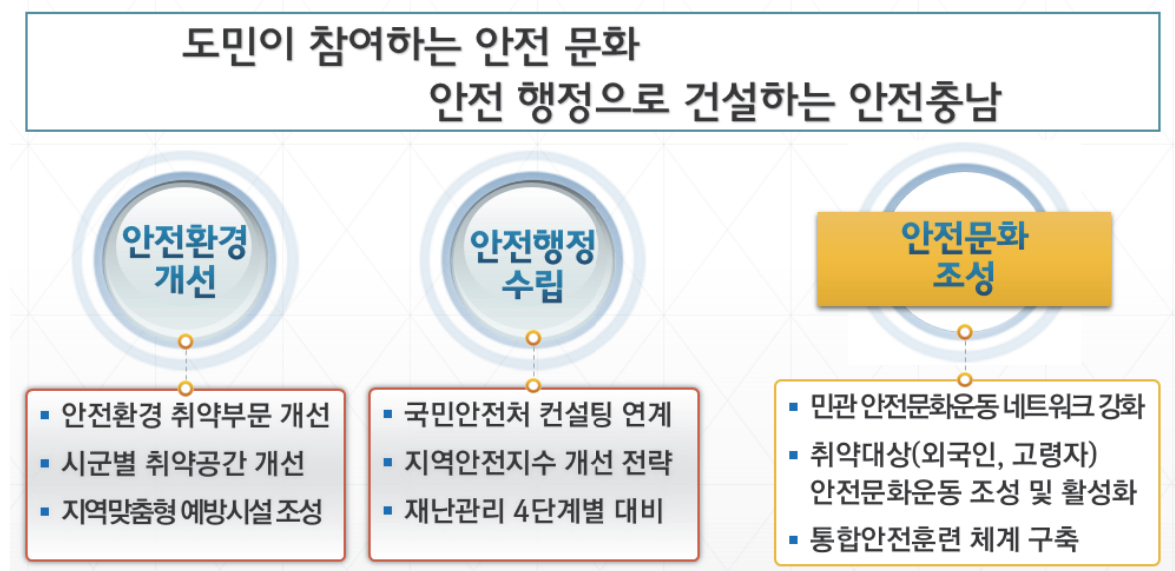 도민이 참여하는 안전 문화
안전 행정으로 건설하는 안전충남
안전환경
개선
▪ 안전환경 취약부문 개선
▪ 시군별 취약공간 개선
▪ 지역맞춤형 예방시설 조성
안전행정
수립
▪ 국민안전처 컨설팅 연계
▪ 지역안전지수 개선 전략
▪ 재난관리 4단계별 대비
안전문화
조성
▪ 민관 안전문화운동 네트워크 강화
▪ 취약대상(외국인, 고령자)
안전문화운동 조성 및 활성화
▪ 통합안전훈련 체계 구축